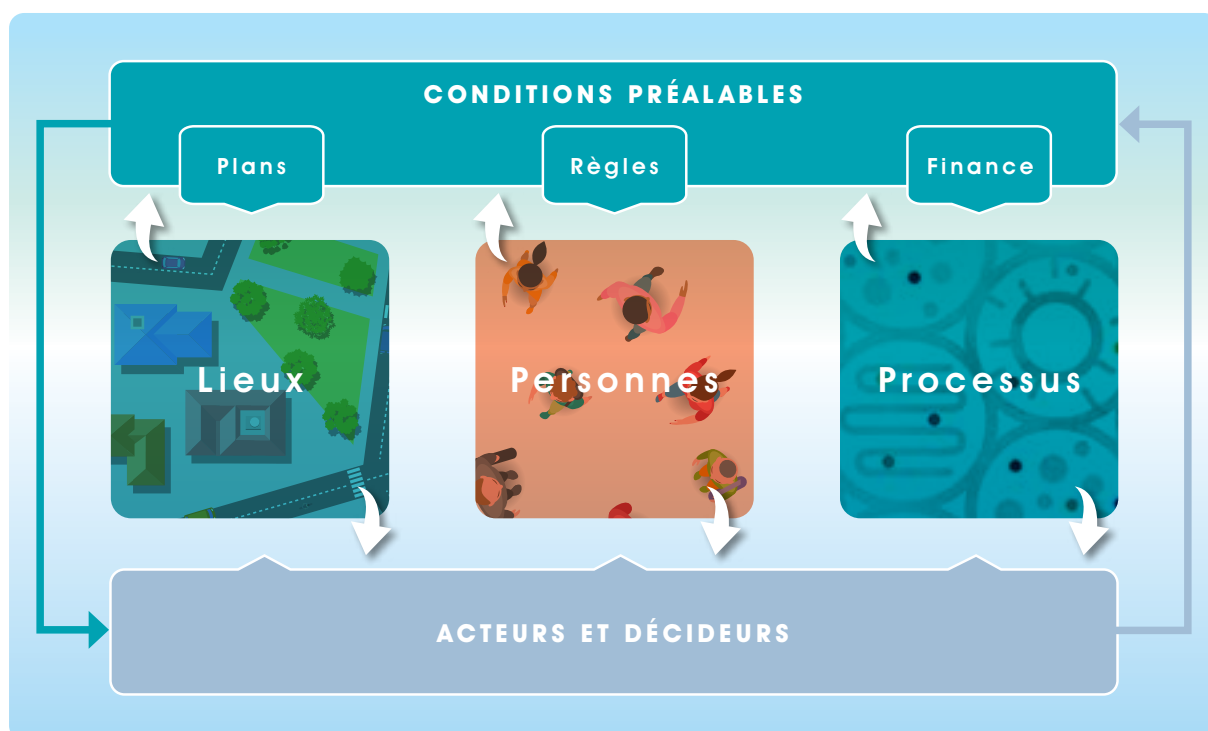 CONDITIONS PRÉALABLES
Plans
Règles
Finance
Lieux
Personnes
Processus
ACTEURS ET DÉCIDEURS